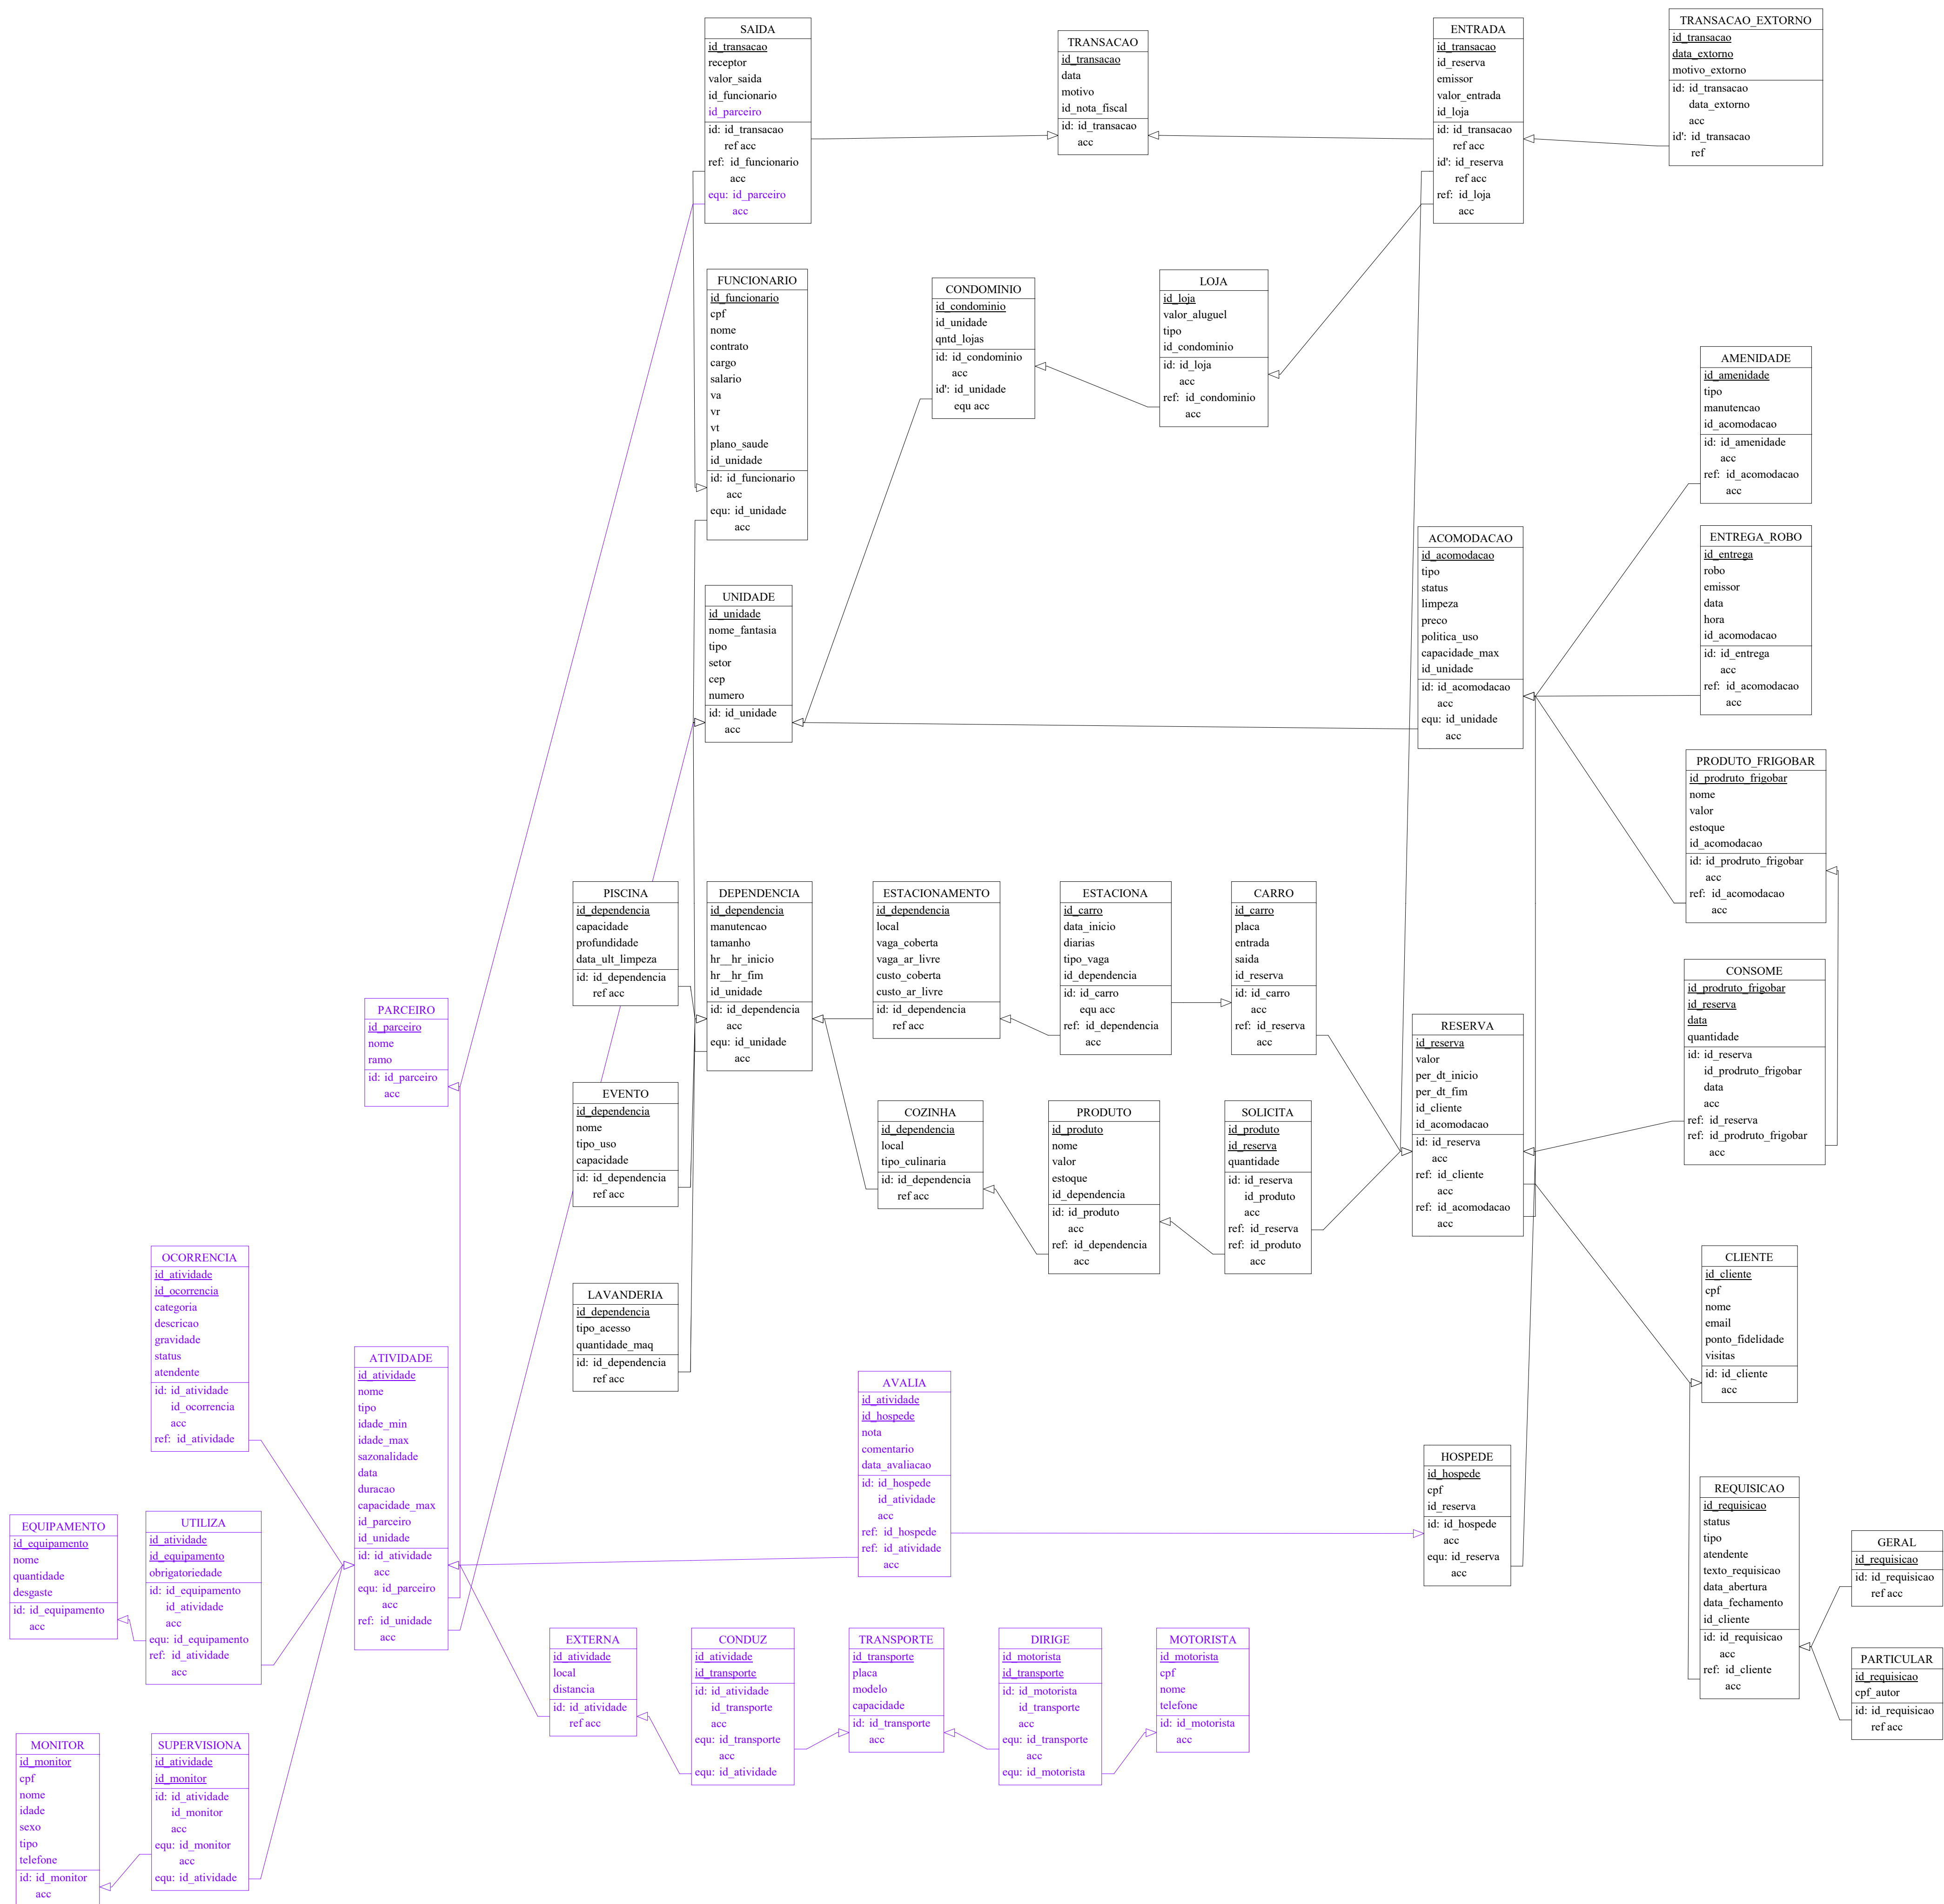 SAIDA
id_transacao
receptor
valor_saida
id_funcionario
id_parceiro
id: id_transacao
ref acc
ref: id_funcionario
acc
equ: id_parceiro
acc
TRANSACAO
id_transacao
data
motivo
id_nota_fiscal
id: id_transacao
acc
ENTRADA
id_transacao
id_reserva
emissor
valor_entrada
id_loja
id: id_transacao
ref acc
id': id_reserva
ref acc
ref: id_loja
acc
TRANSACAO_EXTORNO
id_transacao
data_extorno
motivo_extorno
id: id_transacao
data_extorno
acc
id': id_transacao
ref
FUNCIONARIO
id_funcionario
cpf
nome
contrato
cargo
salario
va
vr
vt
plano_saude
id_unidade
id: id_funcionario
acc
equ: id_unidade
acc
CONDOMINIO
id_condominio
id_unidade
qntd_lojas
id: id_condominio
acc
id': id_unidade
equ acc
LOJA
id_loja
valor_aluguel
tipo
id_condominio
id: id_loja
acc
ref: id_condominio
acc
AMENIDADE
id_amenidade
tipo
manutencao
id_acomodacao
id: id_amenidade
acc
ref: id_acomodacao
acc
UNIDADE
id_unidade
nome_fantasia
tipo
setor
cep
numero
id: id_unidade
acc
ACOMODACAO
id_acomodacao
tipo
status
limpeza
preco
politica_uso
capacidade_max
id_unidade
id: id_acomodacao
acc
equ: id_unidade
acc
ENTREGA_ROBO
id_entrega
robo
emissor
data
hora
id_acomodacao
id: id_entrega
acc
ref: id_acomodacao
acc
PRODUTO_FRIGOBAR
id_prodruto_frigobar
nome
valor
estoque
id_acomodacao
id: id_prodruto_frigobar
acc
ref: id_acomodacao
acc
PISCINA
id_dependencia
capacidade
profundidade
data_ult_limpeza
id: id_dependencia
ref acc
DEPENDENCIA
id_dependencia
manutencao
tamanho
hr__hr_inicio
hr__hr_fim
id_unidade
id: id_dependencia
acc
equ: id_unidade
acc
ESTACIONAMENTO
id_dependencia
local
vaga_coberta
vaga_ar_livre
custo_coberta
custo_ar_livre
id: id_dependencia
ref acc
ESTACIONA
id_carro
data_inicio
diarias
tipo_vaga
id_dependencia
id: id_carro
equ acc
ref: id_dependencia
acc
CARRO
id_carro
placa
entrada
saida
id_reserva
id: id_carro
acc
ref: id_reserva
acc
CONSOME
id_prodruto_frigobar
id_reserva
data
quantidade
id: id_reserva
id_prodruto_frigobar
data
acc
ref: id_reserva
ref: id_prodruto_frigobar
acc
PARCEIRO
id_parceiro
nome
ramo
id: id_parceiro
acc
RESERVA
id_reserva
valor
per_dt_inicio
per_dt_fim
id_cliente
id_acomodacao
id: id_reserva
acc
ref: id_cliente
acc
ref: id_acomodacao
acc
EVENTO
id_dependencia
nome
tipo_uso
capacidade
id: id_dependencia
ref acc
COZINHA
id_dependencia
local
tipo_culinaria
id: id_dependencia
ref acc
PRODUTO
id_produto
nome
valor
estoque
id_dependencia
id: id_produto
acc
ref: id_dependencia
acc
SOLICITA
id_produto
id_reserva
quantidade
id: id_reserva
id_produto
acc
ref: id_reserva
ref: id_produto
acc
OCORRENCIA
id_atividade
id_ocorrencia
categoria
descricao
gravidade
status
atendente
id: id_atividade
id_ocorrencia
acc
ref: id_atividade
LAVANDERIA
id_dependencia
tipo_acesso
quantidade_maq
id: id_dependencia
ref acc
CLIENTE
id_cliente
cpf
nome
email
ponto_fidelidade
visitas
id: id_cliente
acc
ATIVIDADE
id_atividade
nome
tipo
idade_min
idade_max
sazonalidade
data
duracao
capacidade_max
id_parceiro
id_unidade
id: id_atividade
acc
equ: id_parceiro
acc
ref: id_unidade
acc
AVALIA
id_atividade
id_hospede
nota
comentario
data_avaliacao
id: id_hospede
id_atividade
acc
ref: id_hospede
ref: id_atividade
acc
HOSPEDE
id_hospede
cpf
id_reserva
id: id_hospede
acc
equ: id_reserva
acc
REQUISICAO
id_requisicao
status
tipo
atendente
texto_requisicao
data_abertura
data_fechamento
id_cliente
id: id_requisicao
acc
ref: id_cliente
acc
GERAL
id_requisicao
id: id_requisicao
ref acc
PARTICULAR
id_requisicao
cpf_autor
id: id_requisicao
ref acc
EQUIPAMENTO
id_equipamento
nome
quantidade
desgaste
id: id_equipamento
acc
UTILIZA
id_atividade
id_equipamento
obrigatoriedade
id: id_equipamento
id_atividade
acc
equ: id_equipamento
ref: id_atividade
acc
EXTERNA
id_atividade
local
distancia
id: id_atividade
ref acc
CONDUZ
id_atividade
id_transporte
id: id_atividade
id_transporte
acc
equ: id_transporte
acc
equ: id_atividade
TRANSPORTE
id_transporte
placa
modelo
capacidade
id: id_transporte
acc
DIRIGE
id_motorista
id_transporte
id: id_motorista
id_transporte
acc
equ: id_transporte
acc
equ: id_motorista
MOTORISTA
id_motorista
cpf
nome
telefone
id: id_motorista
acc
MONITOR
id_monitor
cpf
nome
idade
sexo
tipo
telefone
id: id_monitor
acc
SUPERVISIONA
id_atividade
id_monitor
id: id_atividade
id_monitor
acc
equ: id_monitor
acc
equ: id_atividade